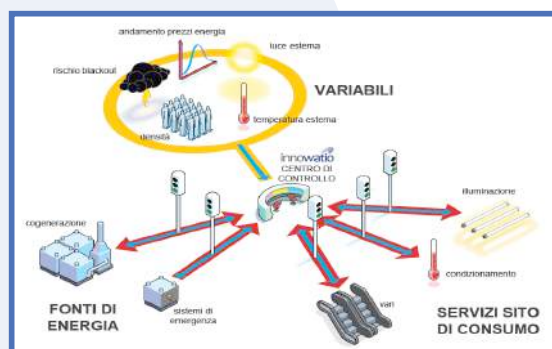 andamento prezzi energia
luce esterna
rischio blackout
VARIABILI
densità
temperatura esterna
innowatio
CENTRO DI
CONTROLLO
illuminazione
cogenerazione
condizionamento
FONTI DI
ENERGIA
sistemi di
emergenza
vari
SERVIZI SITO
DI CONSUMO